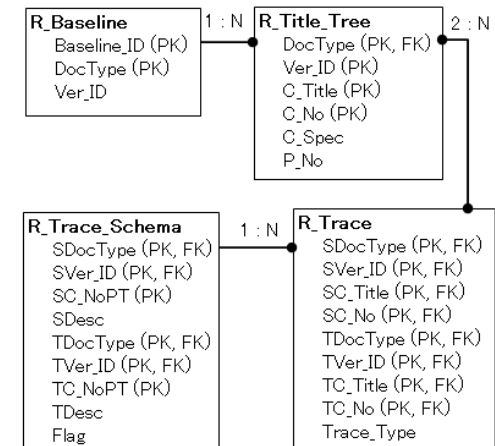 R_Baseline
Baseline_ID (PK)
DocType (PK)
Ver_ID
1 : N
R_Title_Tree
DocType (PK, FK)
Ver_ID (PK)
C_Title (PK)
C_No (PK)
C_Spec
P_No
2 : N
R_Trace_Schema
SDocType (PK, FK)
SVer_ID (PK, FK)
SC_NoPT (PK)
SDesc
TDocType (PK, FK)
TVer_ID (PK, FK)
TC_NoPT (PK)
TDesc
Flag
1 : N
R_Trace
SDocType (PK, FK)
SVer_ID (PK, FK)
SC_Title (PK, FK)
SC_No (PK, FK)
TDocType (PK, FK)
TVer_ID (PK, FK)
TC_Title (PK, FK)
TC_No (PK, FK)
Trace_Type